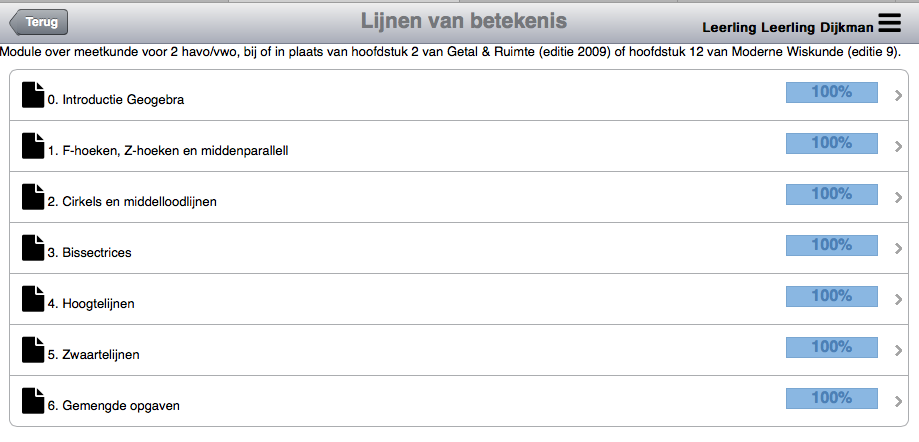 Terug
Lijnen van betekenis
Leerling Leerling Dijkman
Module over meetkunde voor 2 havo/vwo, bij of in plaats van hoofdstuk 2 van Getal & Ruimte (editie 2009) of hoofdstuk 12 van Moderne Wiskunde (editie 9).
0. Introductie Geogebra 100%
1. F-hoeken, Z-hoeken en middenparallell 100%
2. Cirkels en middelloodlijnen 100%
3. Bissectrices 100%
4. Hoogtelijnen 100%
5. Zwaartelijnen 100%
6. Gemengde opgaven 100%